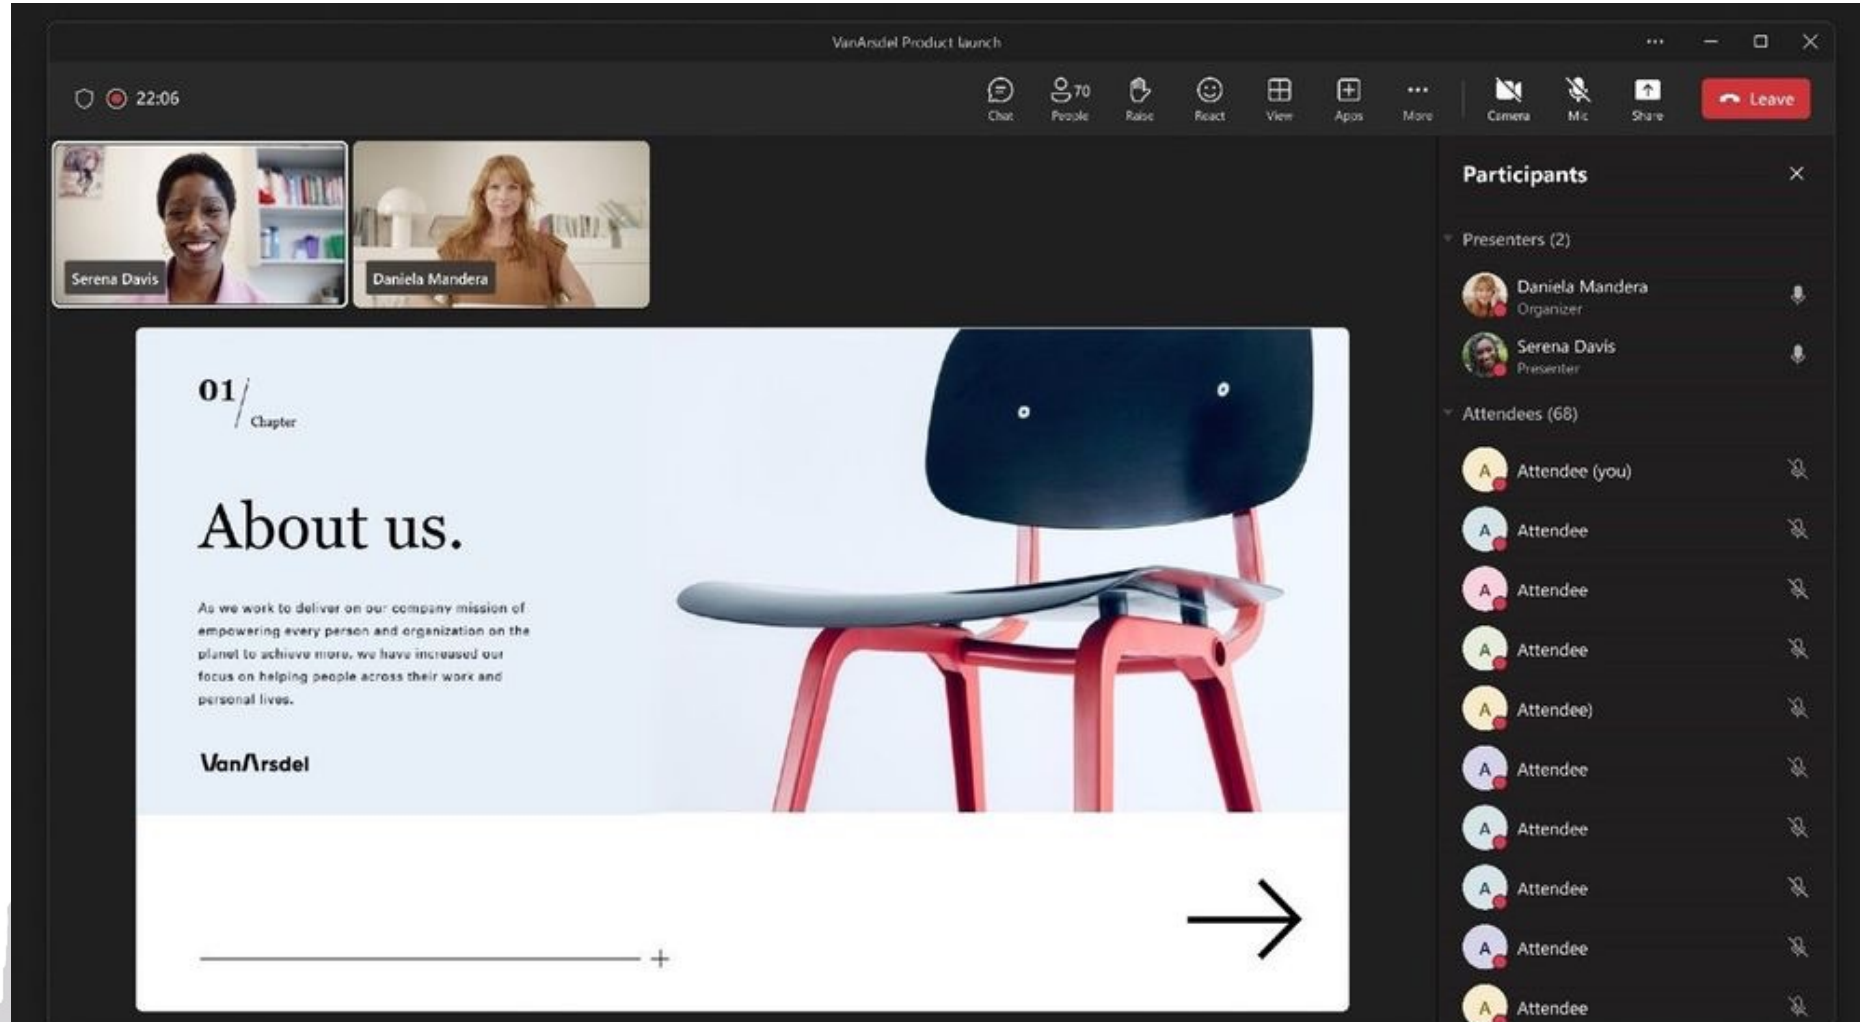 VanArsdel Product launch
22:06
Chat
People
70
Raise
React
View
Apps
More
Camera
Mic
Share
Leave
Serena Davis
Daniela Mandera
01
Chapter
About us.
As we work to deliver on our company mission of
empowering every person and organization on the
planet to achieve more, we have increased our
focus on helping people across their work and
personal lives.
VanArsdel
Participants
Presenters (2)
Daniela Mandera
Organizer
Serena Davis
Presenter
Attendees (68)
A Attendee (you)
A Attendee
A Attendee
A Attendee
A Attendee)
A Attendee
A Attendee
A Attendee
A Attendee
A Attendee